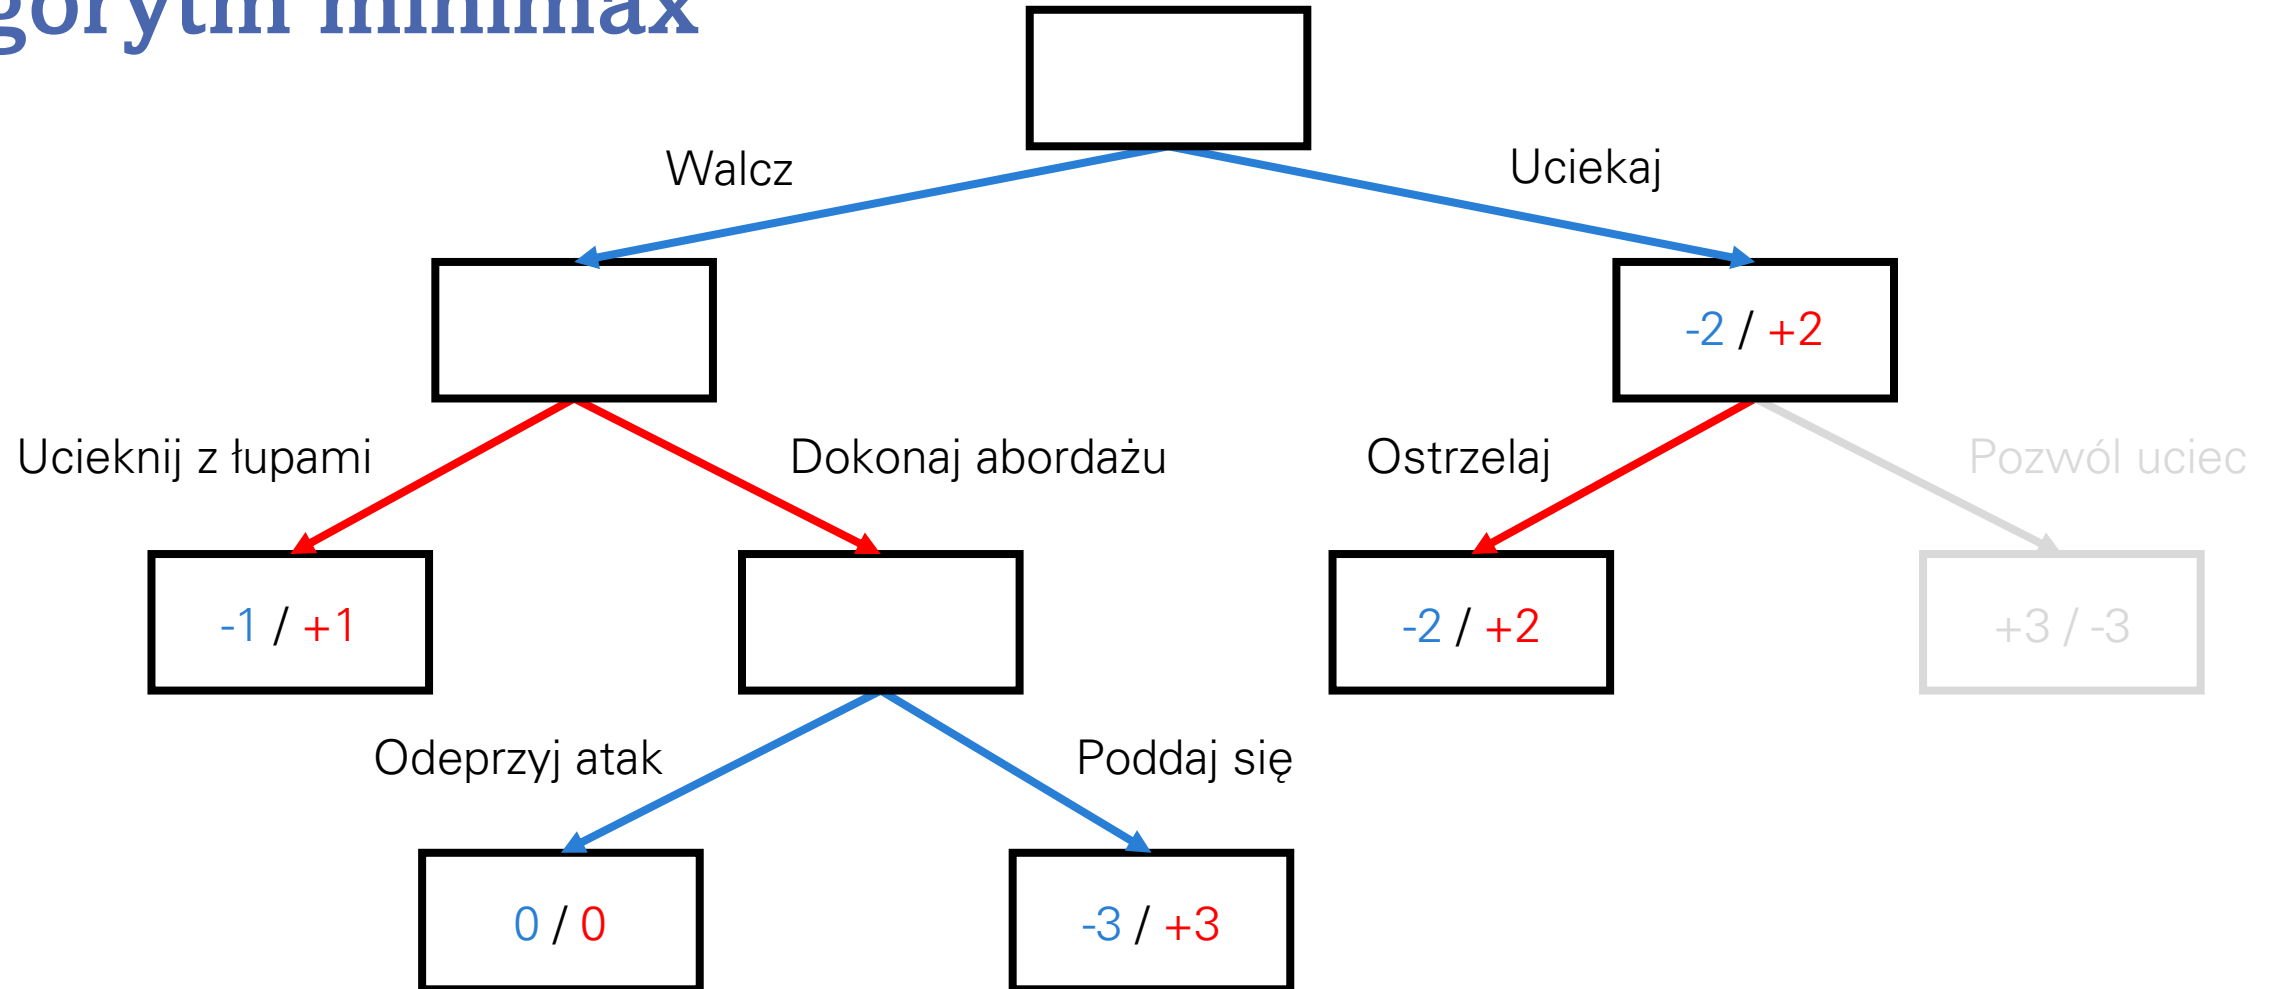 gorytm minimax
Walcz
Uciekaj
-2 / +2
Ucieknij z łupami
Dokonaj abordażu
Ostrzelaj
Pozwól uciec
-1 / +1
-2 / +2
+3 / -3
Odeprzyj atak
Poddaj się
0 / 0
-3 / +3